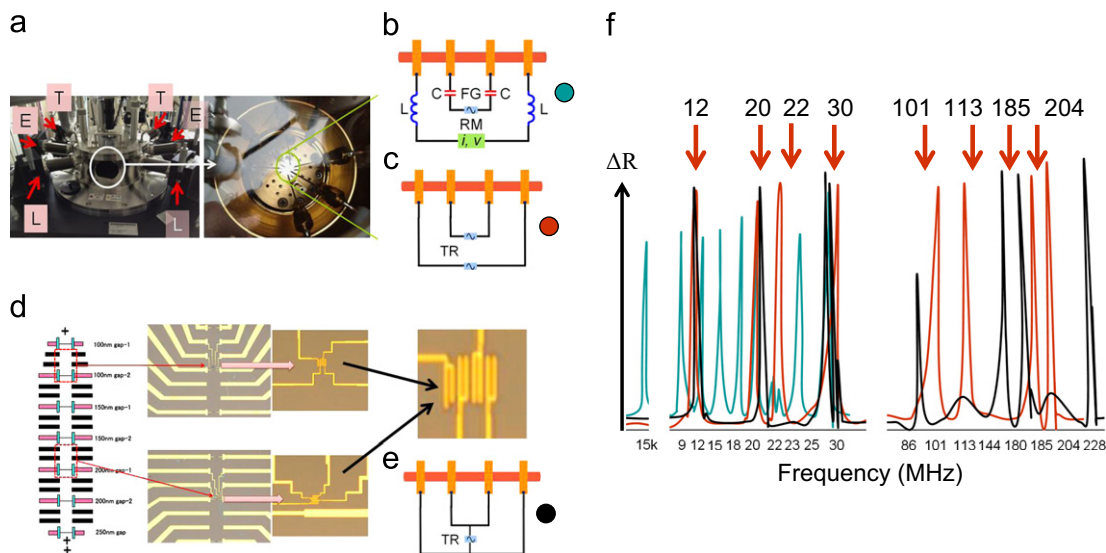 a
T
T
E
E
L
L
b
C
FG
C
L
RM
L
i, v
c
TR
d
100nm gap-1
100nm gap-2
150nm gap-1
150nm gap-2
200nm gap-1
200nm gap-2
250nm gap
e
TR
f
12 20 22 30 101 113 185 204
ΔR
15k 9 12 15 18 20 22 23 25 30 86 101 113 144 180 185 204 228
Frequency (MHz)